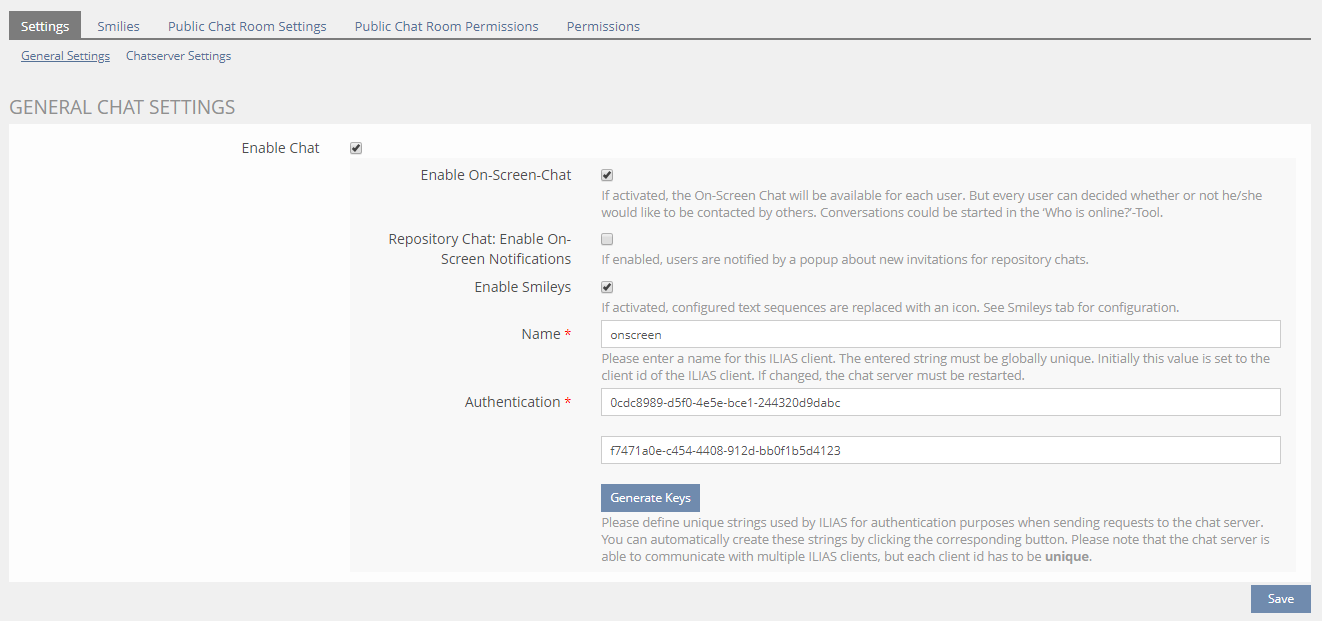 Settings Smilies Public Chat Room Settings Public Chat Room Permissions Permissions
General Settings Chatserver Settings
GENERAL CHAT SETTINGS
Enable Chat
Enable On-Screen-Chat
If activated, the On-Screen Chat will be available for each user. But every user can decided whether or not he/she
would like to be contacted by others. Conversations could be started in the ‘Who is online?’-Tool.
Repository Chat: Enable On-
Screen Notifications
If enabled, users are notified by a popup about new invitations for repository chats.
Enable Smileys
If activated, configured text sequences are replaced with an icon. See Smileys tab for configuration.
Name *
onscreen
Please enter a name for this ILIAS client. The entered string must be globally unique. Initially this value is set to the
client id of the ILIAS client. If changed, the chat server must be restarted.
Authentication *
0cdc8989-d5f0-4e5e-bce1-244320d9dabc
f7471a0e-c454-4408-912d-bb0f1b5d4123
Generate Keys
Please define unique strings used by ILIAS for authentication purposes when sending requests to the chat server.
You can automatically create these strings by clicking the corresponding button. Please note that the chat server is
able to communicate with multiple ILIAS clients, but each client id has to be unique.
Save